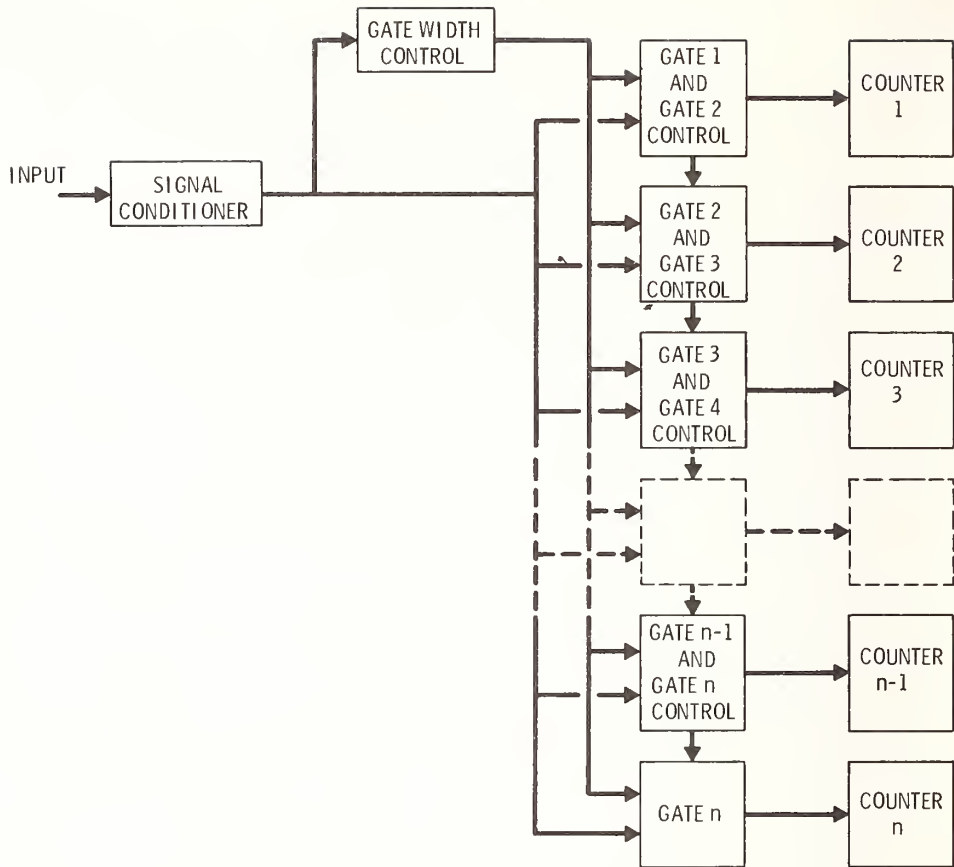 GATE WIDTH
CONTROL
GATE 1
AND
GATE 2
CONTROL
COUNTER
1
INPUT
SIGNAL
CONDITIONER
GATE 2
AND
GATE 3
CONTROL
COUNTER
2
GATE 3
AND
GATE 4
CONTROL
COUNTER
3
GATE n-1
AND
GATE n
CONTROL
COUNTER
n-1
GATE n
COUNTER
n